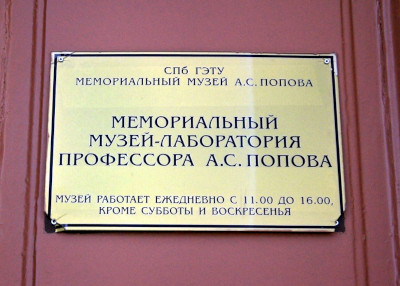 СПб ГЭТУ
МЕМОРИАЛЬНЫЙ МУЗЕЙ А.С. ПОПОВА
МЕМОРИАЛЬНЫЙ
МУЗЕЙ-ЛАБОРАТОРИЯ
ПРОФЕССОРА А.С. ПОПОВА
МУЗЕЙ РАБОТАЕТ ЕЖЕДНЕВНО С 11.00 ДО 16.00,
КРОМЕ СУББОТЫ И ВОСКРЕСЕНЬЯ